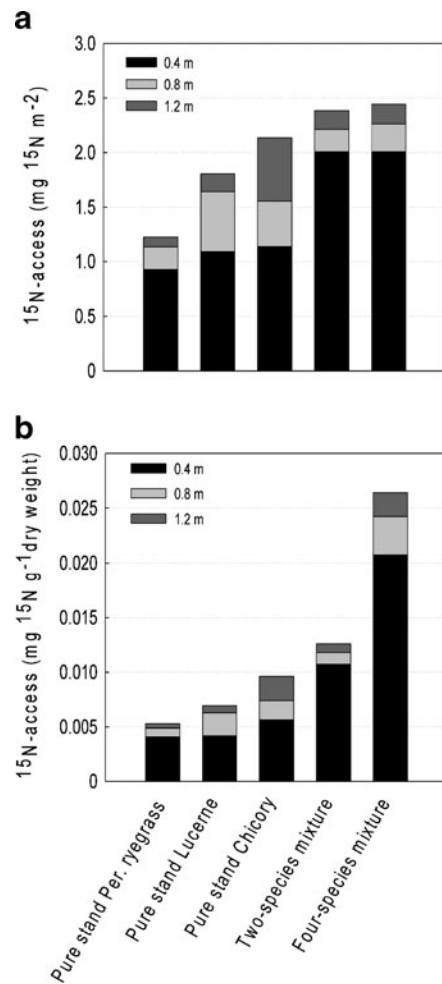 a
3.0
2.5
2.0
1.5
1.0
0.5
0
15N-access (mg 15N m-2)
0.4 m
0.8 m
1.2 m
b
0.030
0.025
0.020
0.015
0.010
0.005
0
15N-access (mg 15N g-1dry weight)
0.4 m
0.8 m
1.2 m
Pure stand Per. ryegrass
Pure stand Lucerne
Pure stand Chicory
Two-species mixture
Four-species mixture